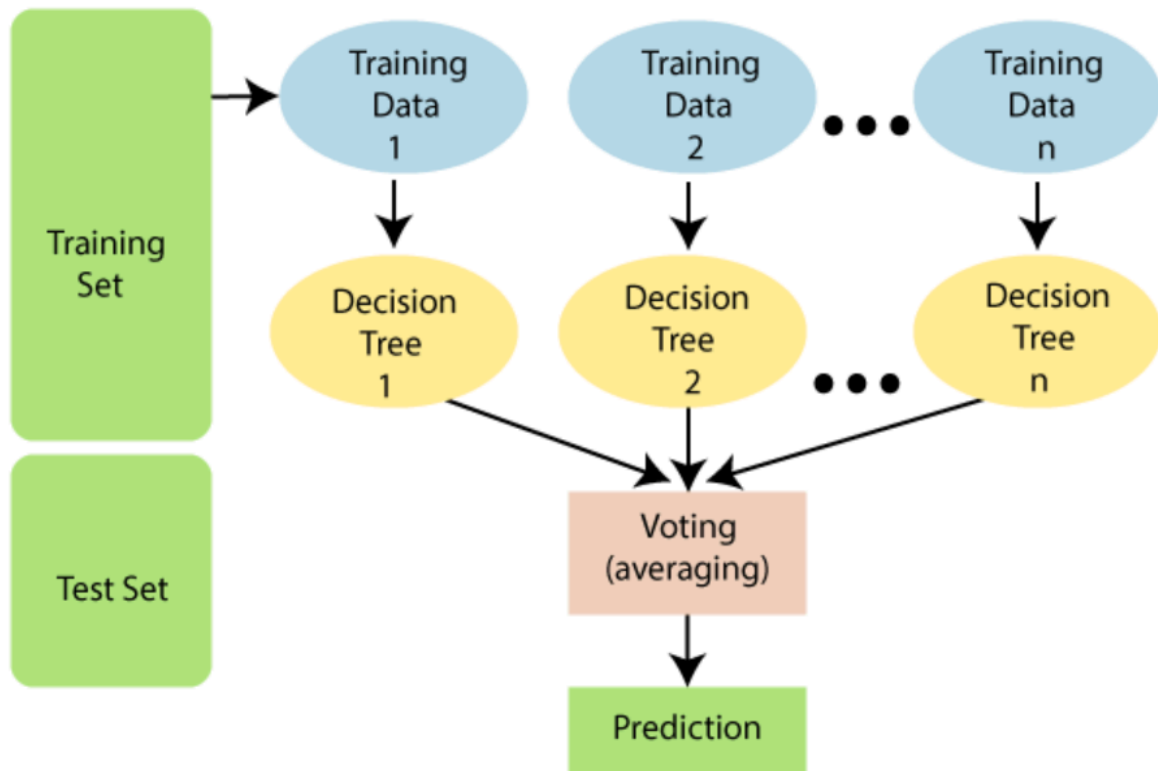 Training
Set
Training
Data
1
Training
Data
2
Training
Data
n
Decision
Tree
1
Decision
Tree
2
Decision
Tree
n
Test Set
Voting
(averaging)
Prediction